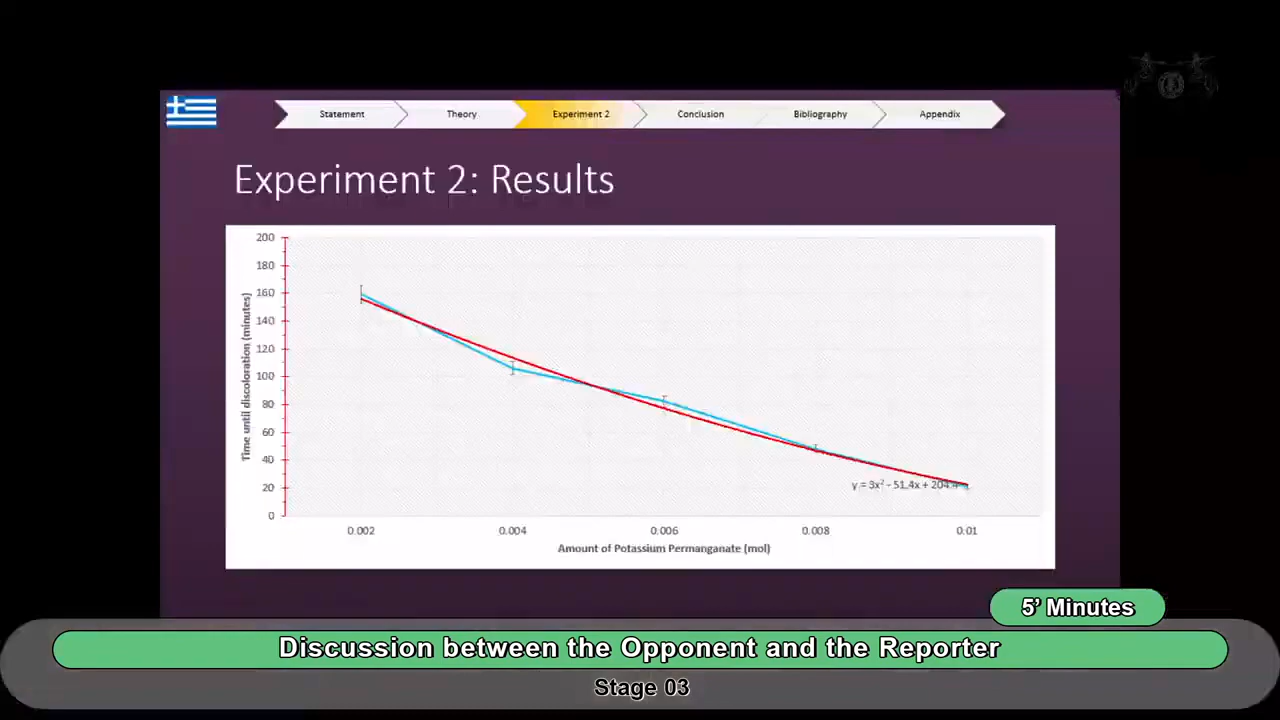 Statement
Theory
Experiment 2
Conclusion
Bibliography
Appendix
Experiment 2: Results
200
180
160
140
120
100
80
60
40
20
0
Time until discoloration (minutes)
y = 3x² - 51.4x + 204.4
0.002
0.004
0.006
0.008
0.01
Amount of Potassium Permanganate (mol)
5’ Minutes
Discussion between the Opponent and the Reporter
Stage 03